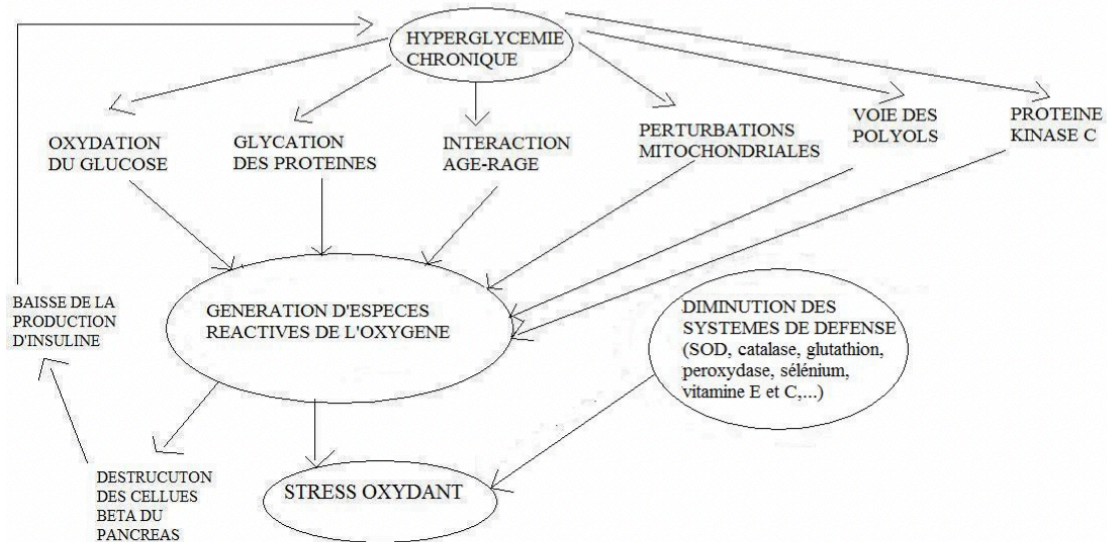 HYPERGLYCEMIE
CHRONIQUE
OXYDATION
DU GLUCOSE
GLYCATION
DES PROTEINES
INTERACTION
AGE-RAGE
PERTURBATIONS
MITOCHONDRIALES
VOIE DES
POLYOLS
PROTEINE
KINASE C
BAISSE DE LA
PRODUCTION
D'INSULINE
GENERATION D'ESPECES
REACTIVES DE L'OXYGENE
DIMINUTION DES
SYSTEMES DE DEFENSE
(SOD, catalase, glutathion,
peroxydase, sélénium,
vitamine E et C,...)
DESTRUCUTON
DES CELLUES
BETA DU
PANCREAS
STRESS OXYDANT